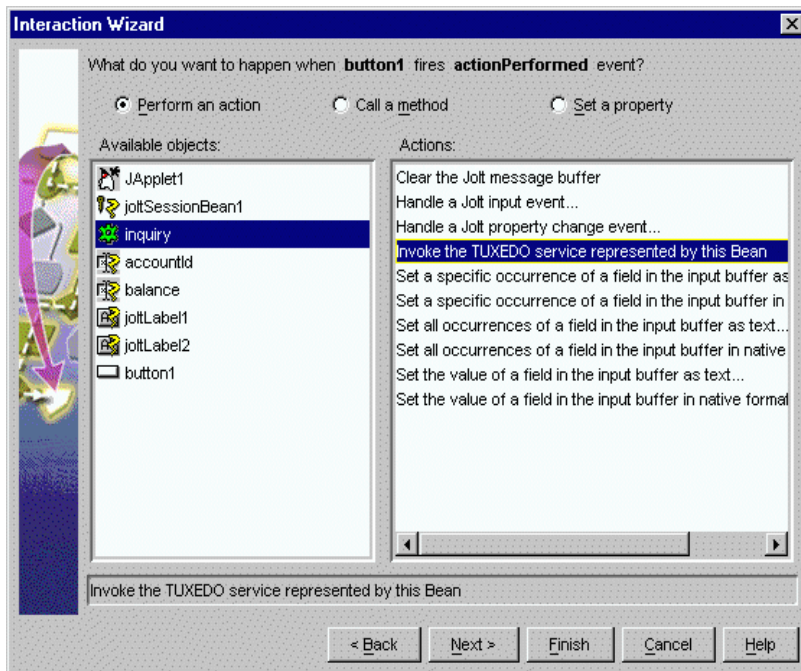 Interaction Wizard
What do you want to happen when button1 fires actionPerformed event?
Perform an action
Call a method
Set a property
Available objects:
JApplet1
joltSessionBean1
inquiry
accountId
balance
joltLabel1
joltLabel2
button1
Actions:
Clear the Jolt message buffer
Handle a Jolt input event...
Handle a Jolt property change event...
Invoke the TUXEDO service represented by this Bean
Set a specific occurrence of a field in the input buffer as
Set a specific occurrence of a field in the input buffer in
Set all occurrences of a field in the input buffer as text...
Set all occurrences of a field in the input buffer in native
Set the value of a field in the input buffer as text...
Set the value of a field in the input buffer in native format
Invoke the TUXEDO service represented by this Bean
< Back
Next >
Finish
Cancel
Help